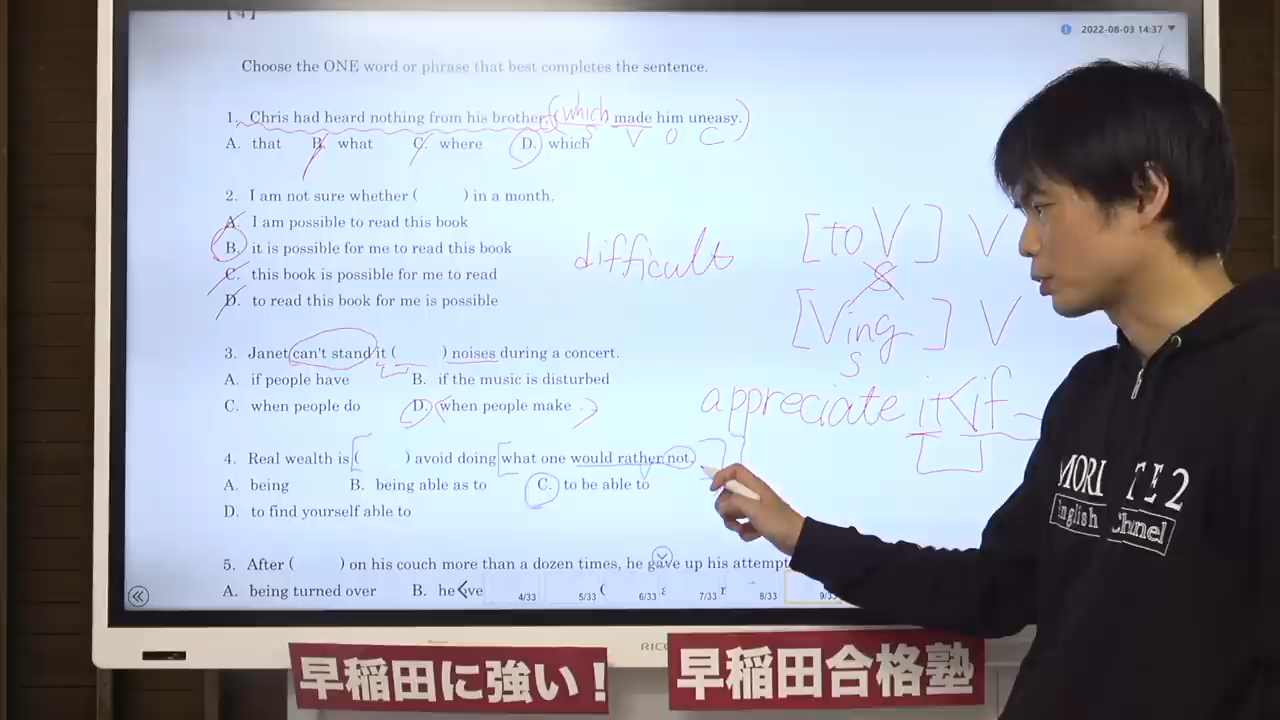 [4]
2022-08-03 14:37
Choose the ONE word or phrase that best completes the sentence.
1. Chris had heard nothing from his brother, (which made him uneasy.)
S V O C
A. that B. what C. where D. which
2. I am not sure whether ( ) in a month.
A. I am possible to read this book
B. it is possible for me to read this book
C. this book is possible for me to read
D. to read this book for me is possible
difficult
[to V] V
S
[Ving] V
S
3. Janet can't stand it ( ) noises during a concert.
A. if people have B. if the music is disturbed
C. when people do D. when people make
appreciate it if
4. Real wealth is ( ) avoid doing [what one would rather not.]
V
A. being B. being able as to C. to be able to
D. to find yourself able to
5. After ( ) on his couch more than a dozen times, he gave up his attempt
A. being turned over B. he
4/33 5/33 6/33 7/33 8/33 9/33
RICO
MORI
E 2
English
早稲田に強い!
早稲田合格塾